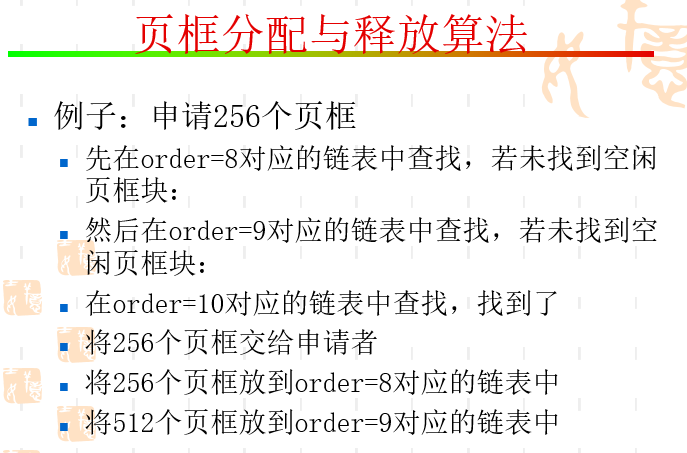 页框分配与释放算法
例子：申请256个页框
先在order=8对应的链表中查找，若未找到空闲
页框块：
然后在order=9对应的链表中查找，若未找到空
闲页框块：
在order=10对应的链表中查找，找到了
将256个页框交给申请者
将256个页框放到order=8对应的链表中
将512个页框放到order=9对应的链表中